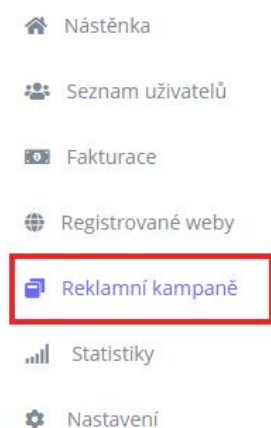 Nástěnka
Seznam uživatelů
Fakturace
Registrované weby
Reklamní kampaně
Statistiky
Nastavení